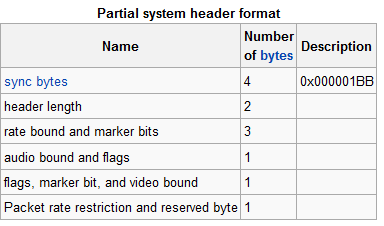 Partial system header format
Name Number of bytes Description
sync bytes 4 0x000001BB
header length 2
rate bound and marker bits 3
audio bound and flags 1
flags, marker bit, and video bound 1
Packet rate restriction and reserved byte 1